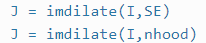 J = imdilate(I,SE)
J = imdilate(I,nhood)